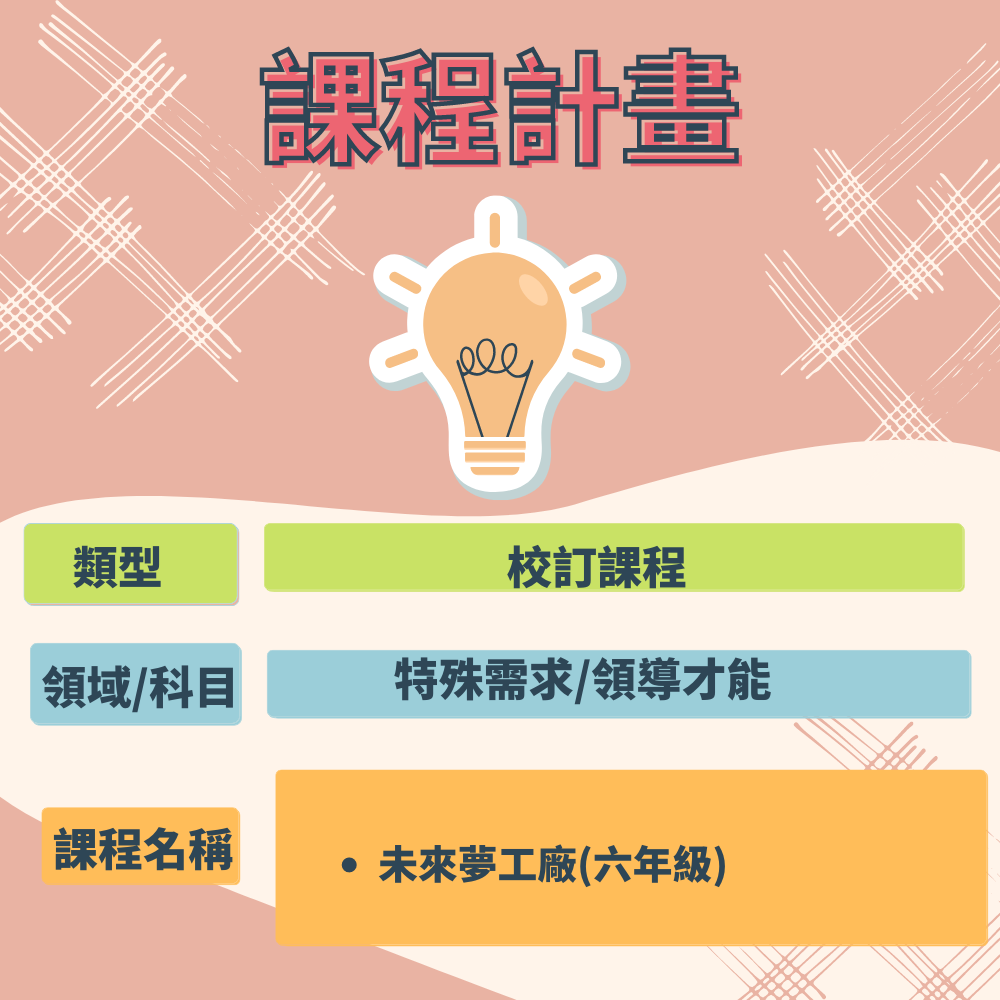 課程計畫
類型
校訂課程
領域/科目
特殊需求/領導才能
課程名稱
• 未來夢工廠(六年級)